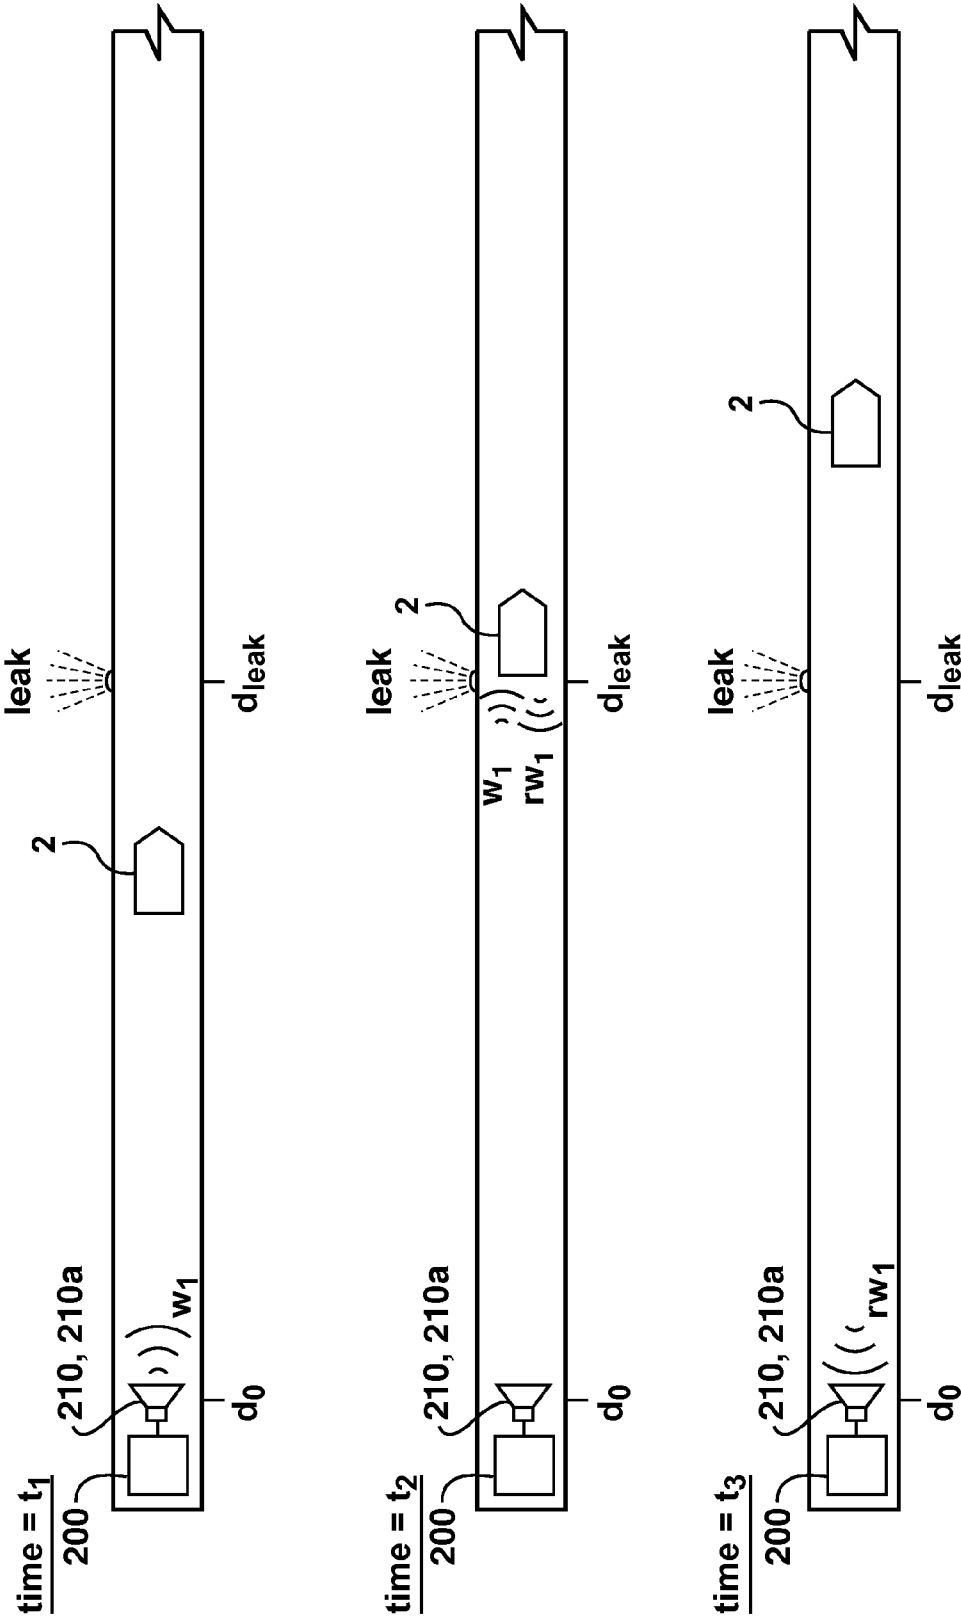 time = t1
200
210, 210a
w1
d0
2
leak
dleak
time = t2
200
210, 210a
d0
w1
rw1
2
leak
dleak
time = t3
200
210, 210a
rw1
d0
leak
dleak
2